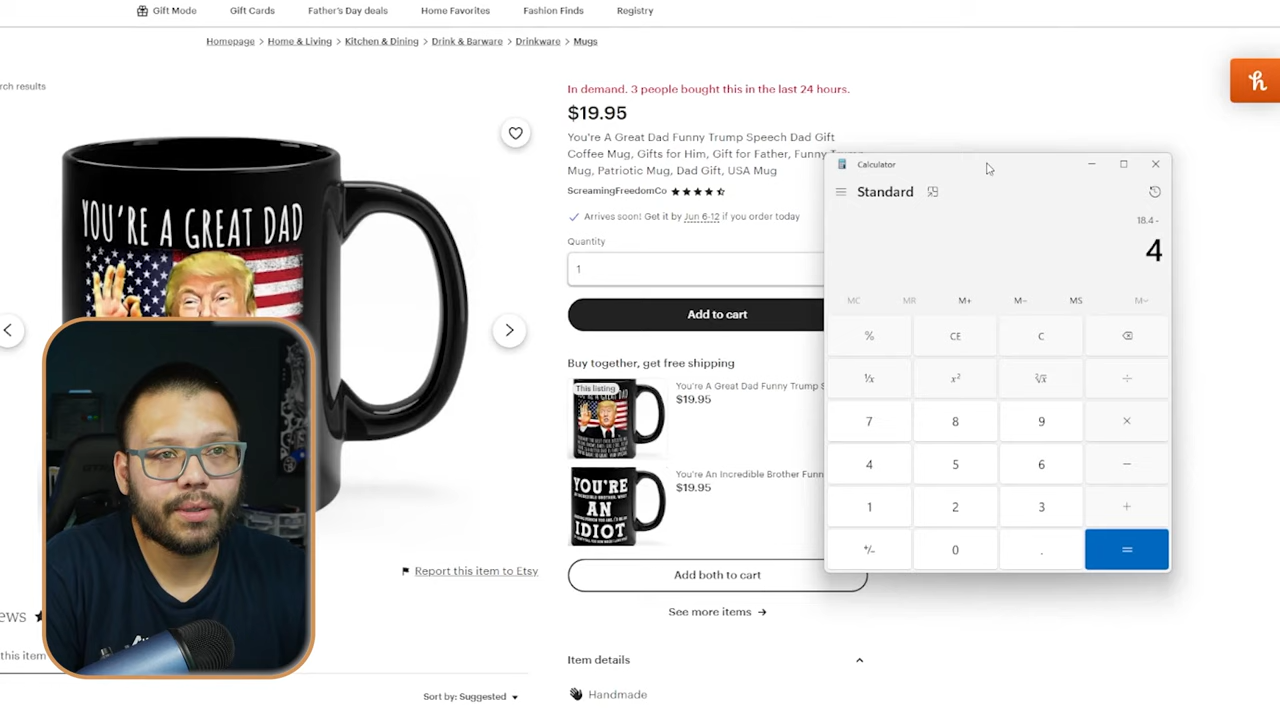 Gift Mode
Gift Cards
Father's Day deals
Home Favorites
Fashion Finds
Registry
Homepage > Home & Living > Kitchen & Dining > Drink & Barware > Drinkware > Mugs
rch results
In demand. 3 people bought this in the last 24 hours.
$19.95
You're A Great Dad Funny Trump Speech Dad Gift
Coffee Mug, Gifts for Him, Gift for Father, Funny
Mug, Patriotic Mug, Dad Gift, USA Mug
ScreamingFreedomCo
Arrives soon! Get it by Jun 6-12 if you order today
Quantity
1
Add to cart
Buy together, get free shipping
This listing
You're A Great Dad Funny Trump S
$19.95
You're An Incredible Brother Funn
$19.95
Add both to cart
See more items
Item details
Handmade
YOU'RE A GREAT DAD
YOU'RE
AN
IDIOT
Report this item to Etsy
ews
this item
Sort by: Suggested
h
Calculator
Standard
18.4 -
4
MC MR M+ M- MS M
% CE C
1/x x² ²√x ÷
7 8 9 ×
4 5 6 −
1 2 3 +
+/− 0 . =